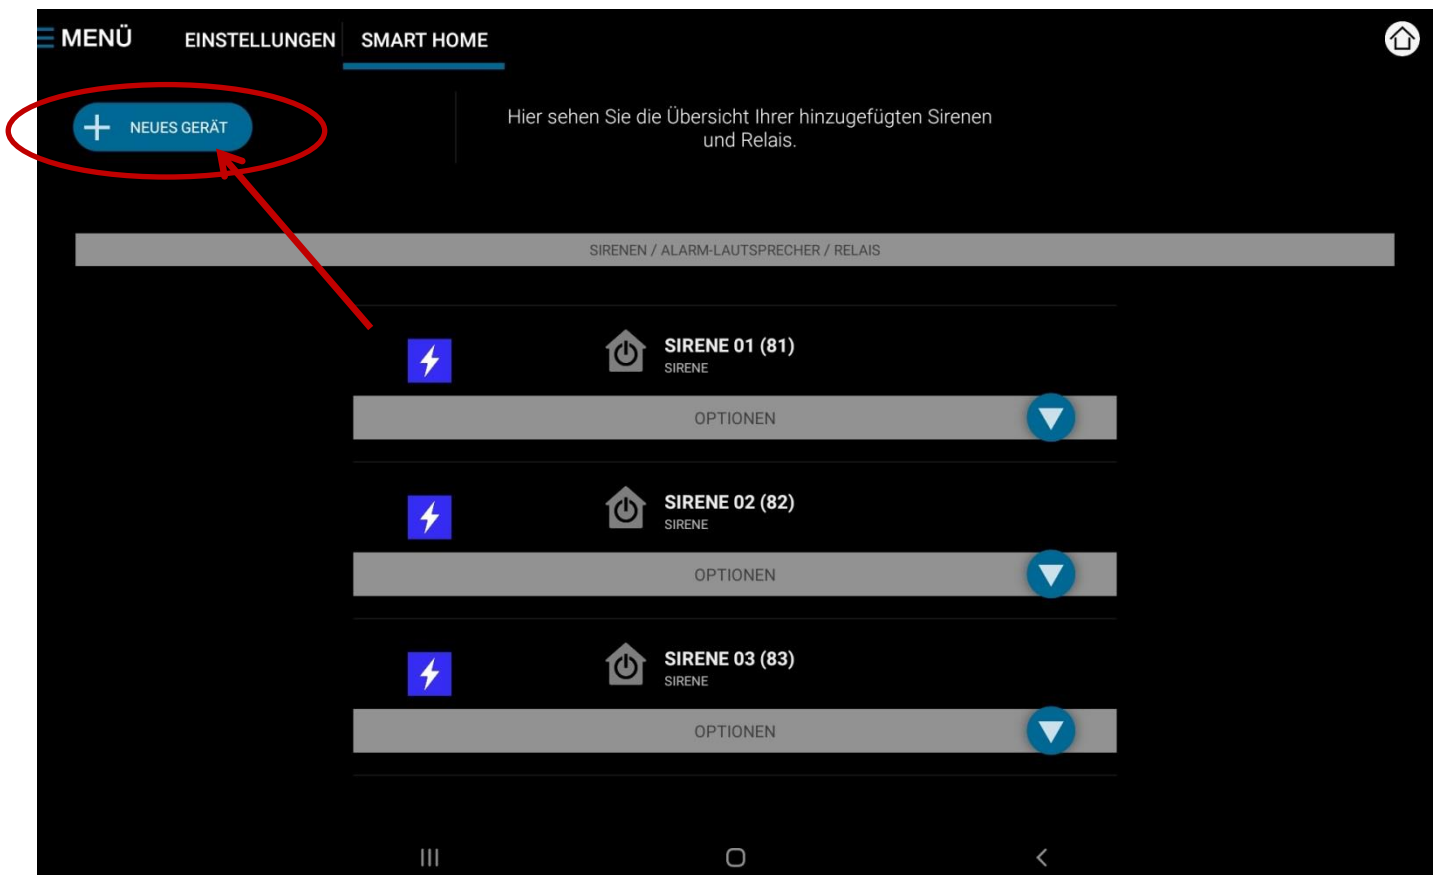 MENÜ
EINSTELLUNGEN
SMART HOME
NEUES GERÄT
Hier sehen Sie die Übersicht Ihrer hinzugefügten Sirenen
und Relais.
SIRENEN / ALARM-LAUTSPRECHER / RELAIS
SIRENE 01 (81)
SIRENE
OPTIONEN
SIRENE 02 (82)
SIRENE
OPTIONEN
SIRENE 03 (83)
SIRENE
OPTIONEN